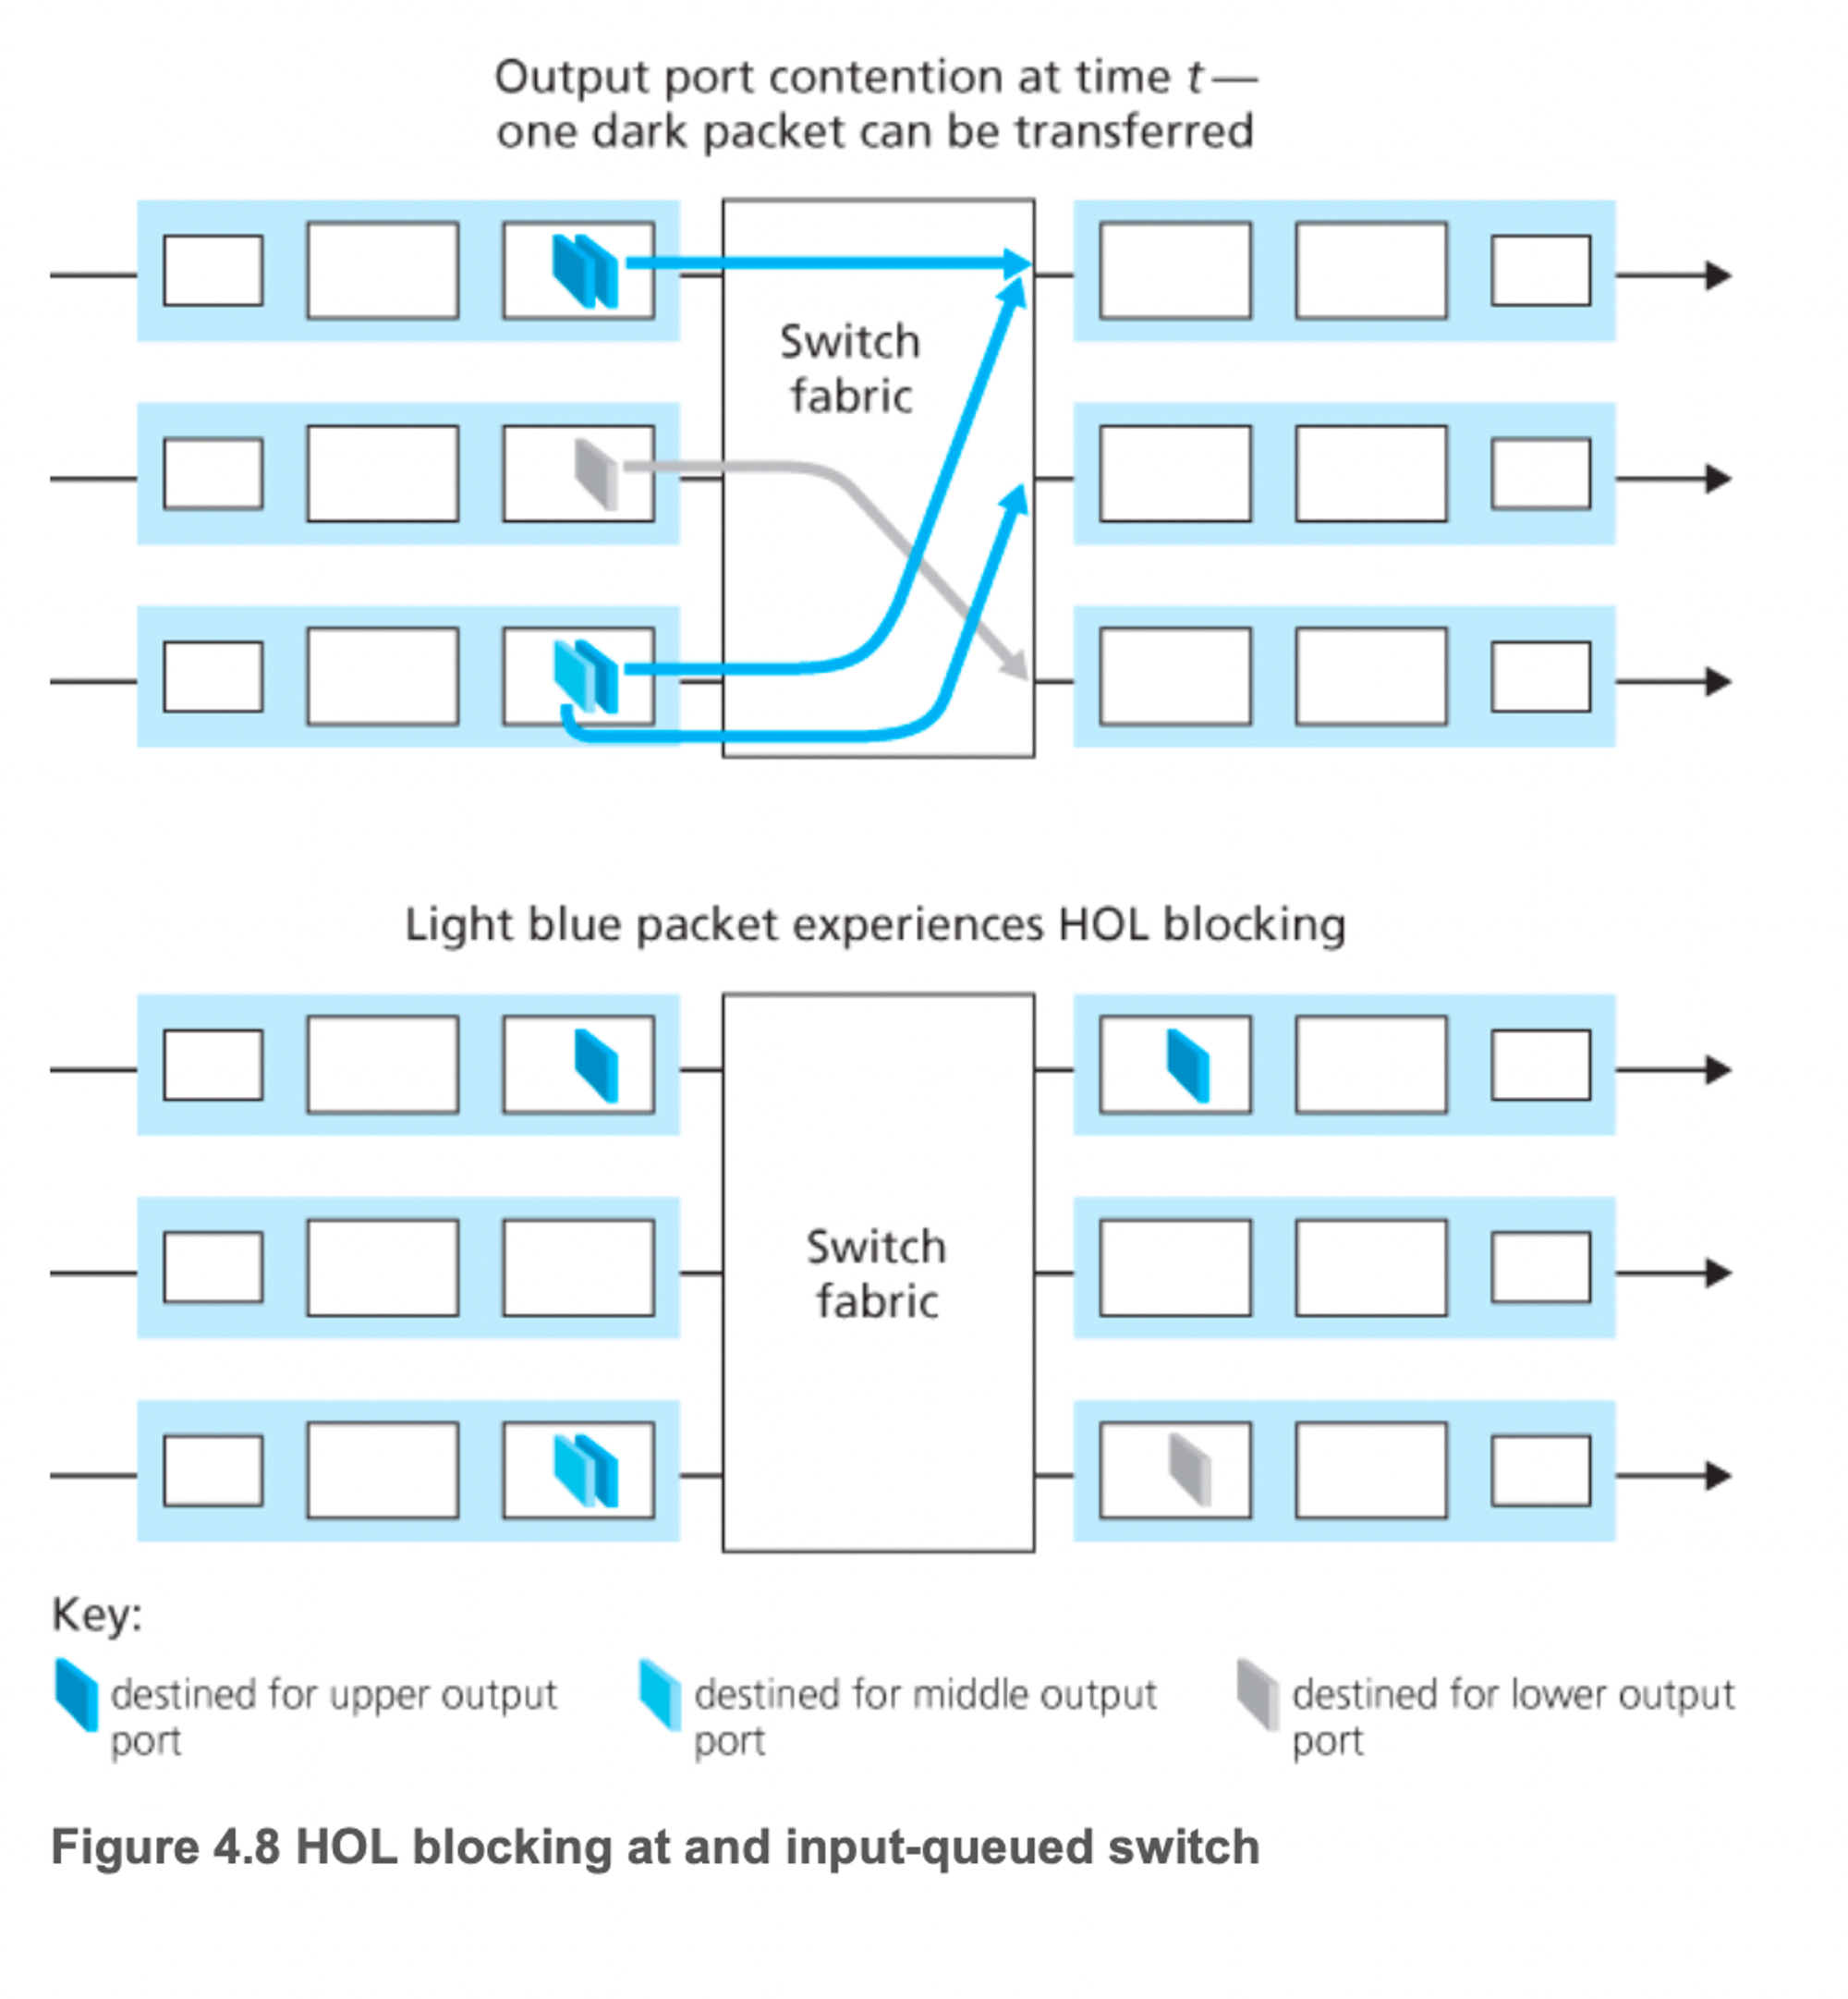 Output port contention at time t—
one dark packet can be transferred
Switch
fabric
Light blue packet experiences HOL blocking
Switch
fabric
Key:
destined for upper output
port
destined for middle output
port
destined for lower output
port
Figure 4.8 HOL blocking at and input-queued switch